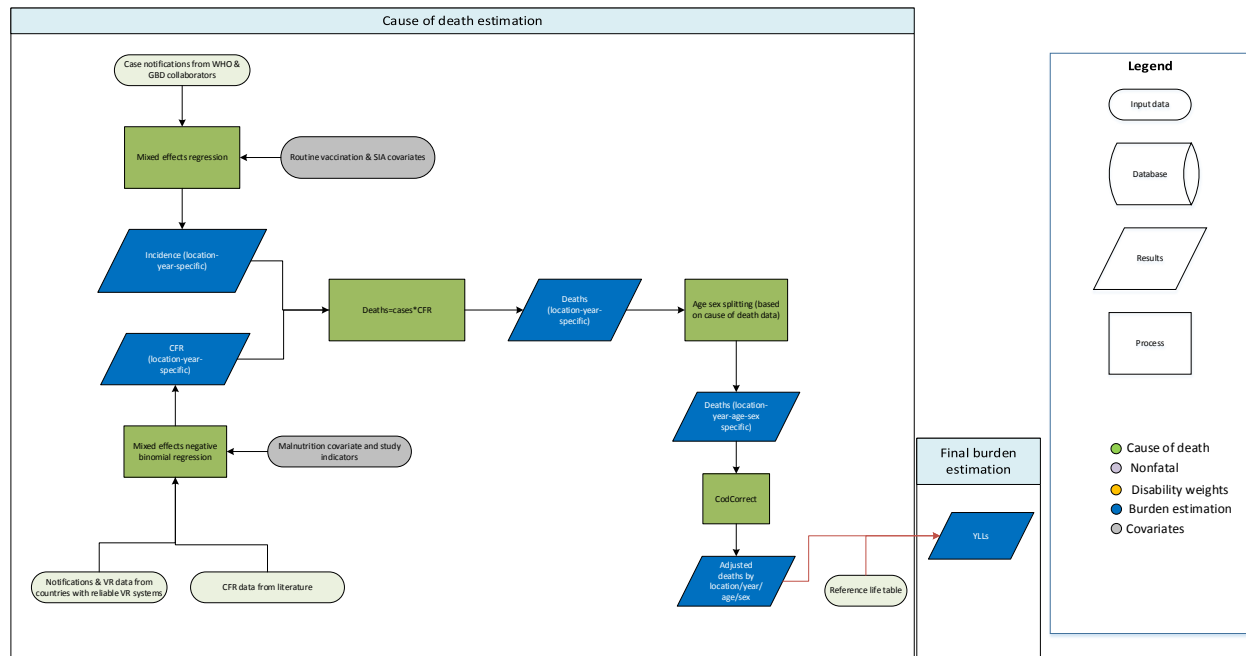 Cause of death estimation
Case notifications from WHO &
GBD collaborators
Mixed effects regression
Routine vaccination & SIA covariates
Incidence (location-
year-specific)
Deaths=cases*CFR
Deaths
(location-year-
specific)
Age sex splitting (based
on cause of death data)
CFR
(location-year-
specific)
Deaths (location-
year-age-sex
specific)
Mixed effects negative
binomial regression
Malnutrition covariate and study
indicators
CodCorrect
Notifications & VR data from
countries with reliable VR systems
CFR data from literature
Adjusted
deaths by
location/year/
age/sex
Reference life table
Final burden
estimation
YLLs
Legend
Input data
Database
Results
Process
Cause of death
Nonfatal
Disability weights
Burden estimation
Covariates